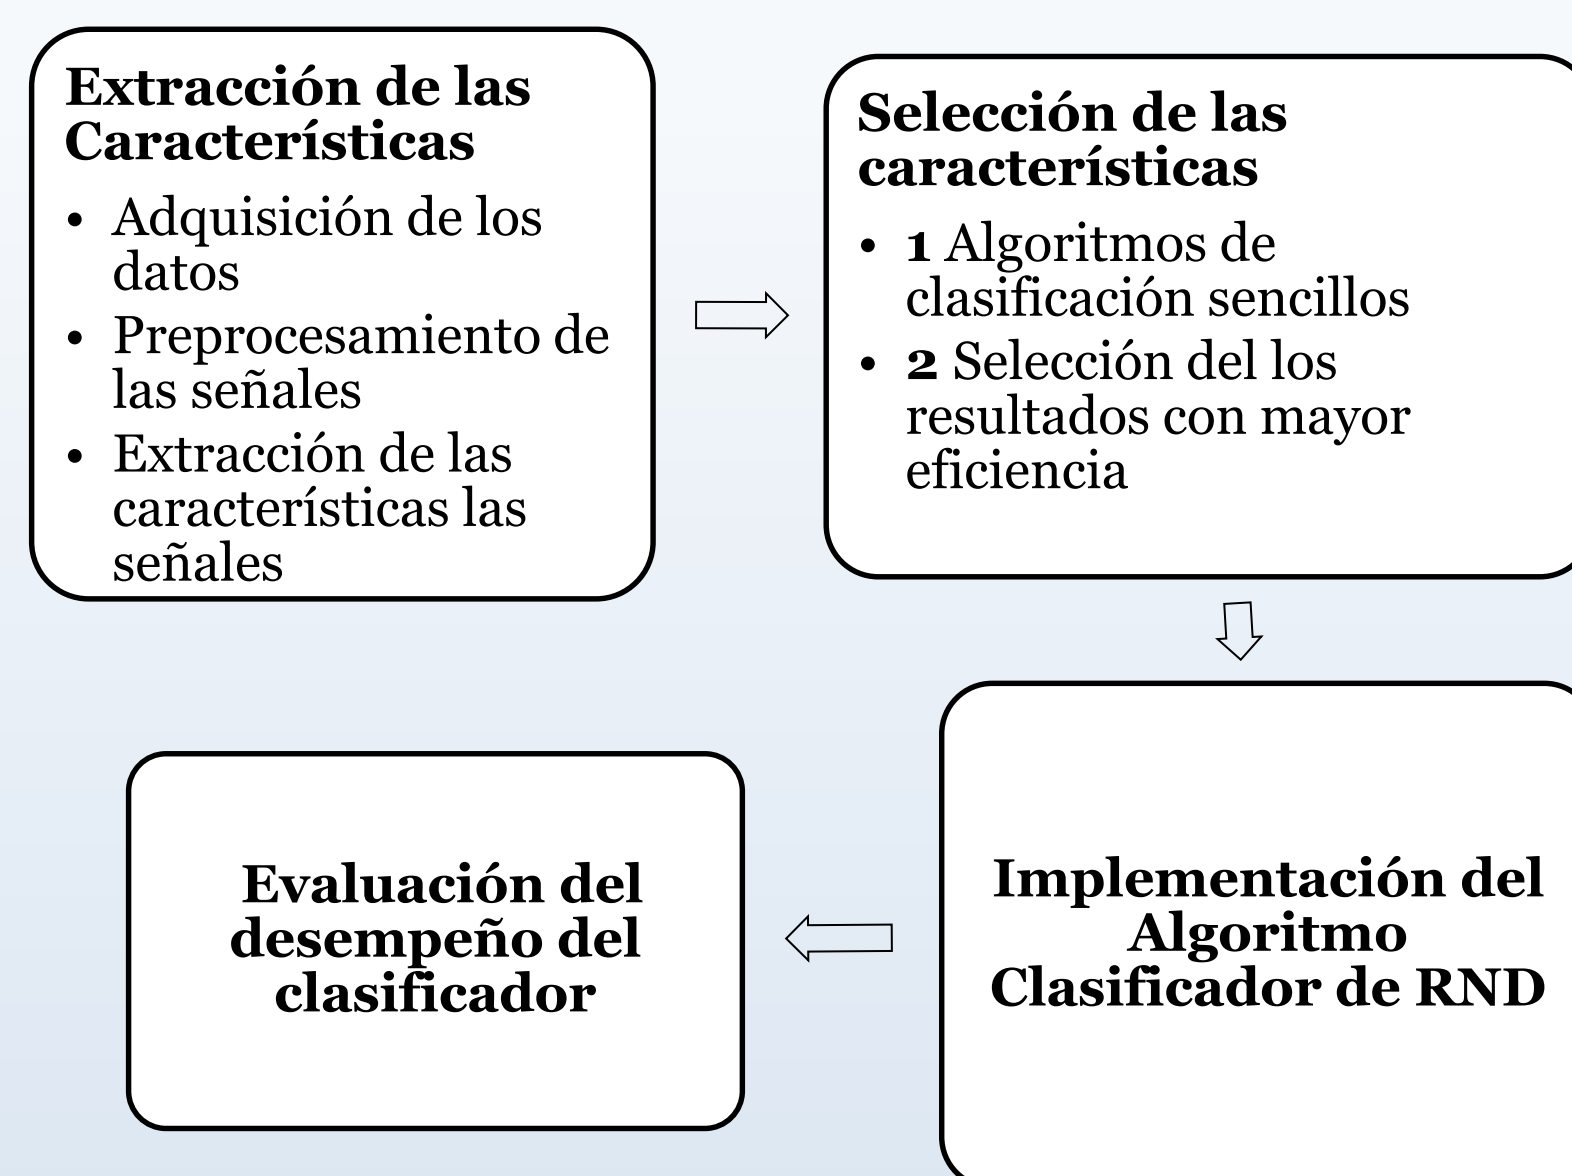 Extracción de las
Características
• Adquisición de los
datos
• Preprocesamiento de
las señales
• Extracción de las
características las
señales
Selección de las
características
• 1 Algoritmos de
clasificación sencillos
• 2 Selección del los
resultados con mayor
eficiencia
Implementación del
Algoritmo
Clasificador de RND
Evaluación del
desempeño del
clasificador